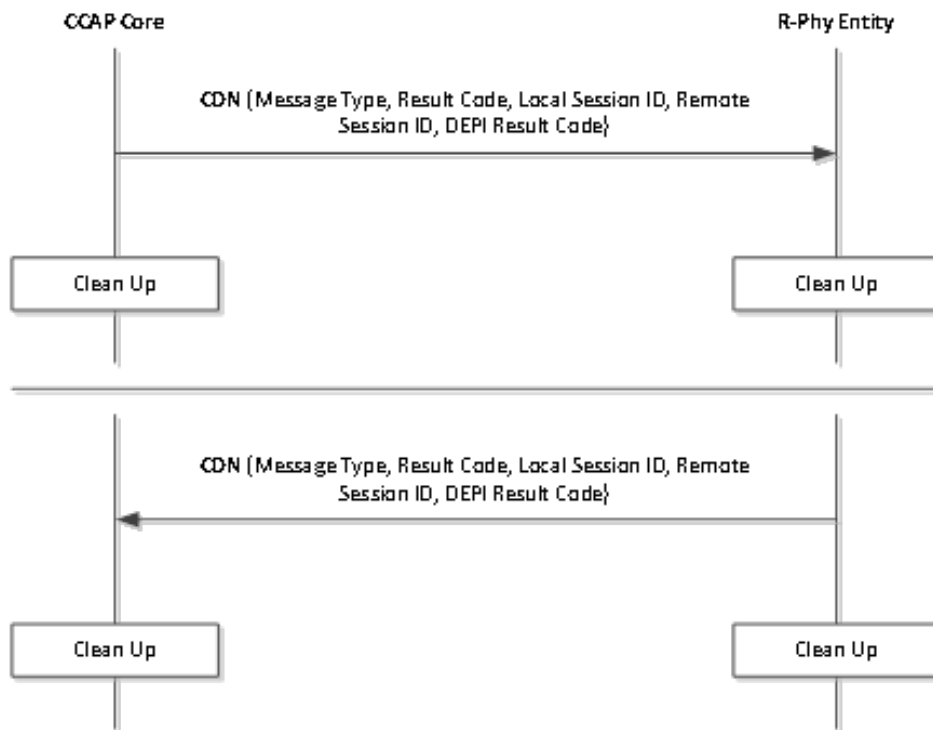 CCAP Core
R-Phy Entity
CDN {Message Type, Result Code, Local Session ID, Remote
Session ID, DEPI Result Code}
Clean Up
Clean Up
CDN {Message Type, Result Code, Local Session ID, Remote
Session ID, DEPI Result Code}
Clean Up
Clean Up